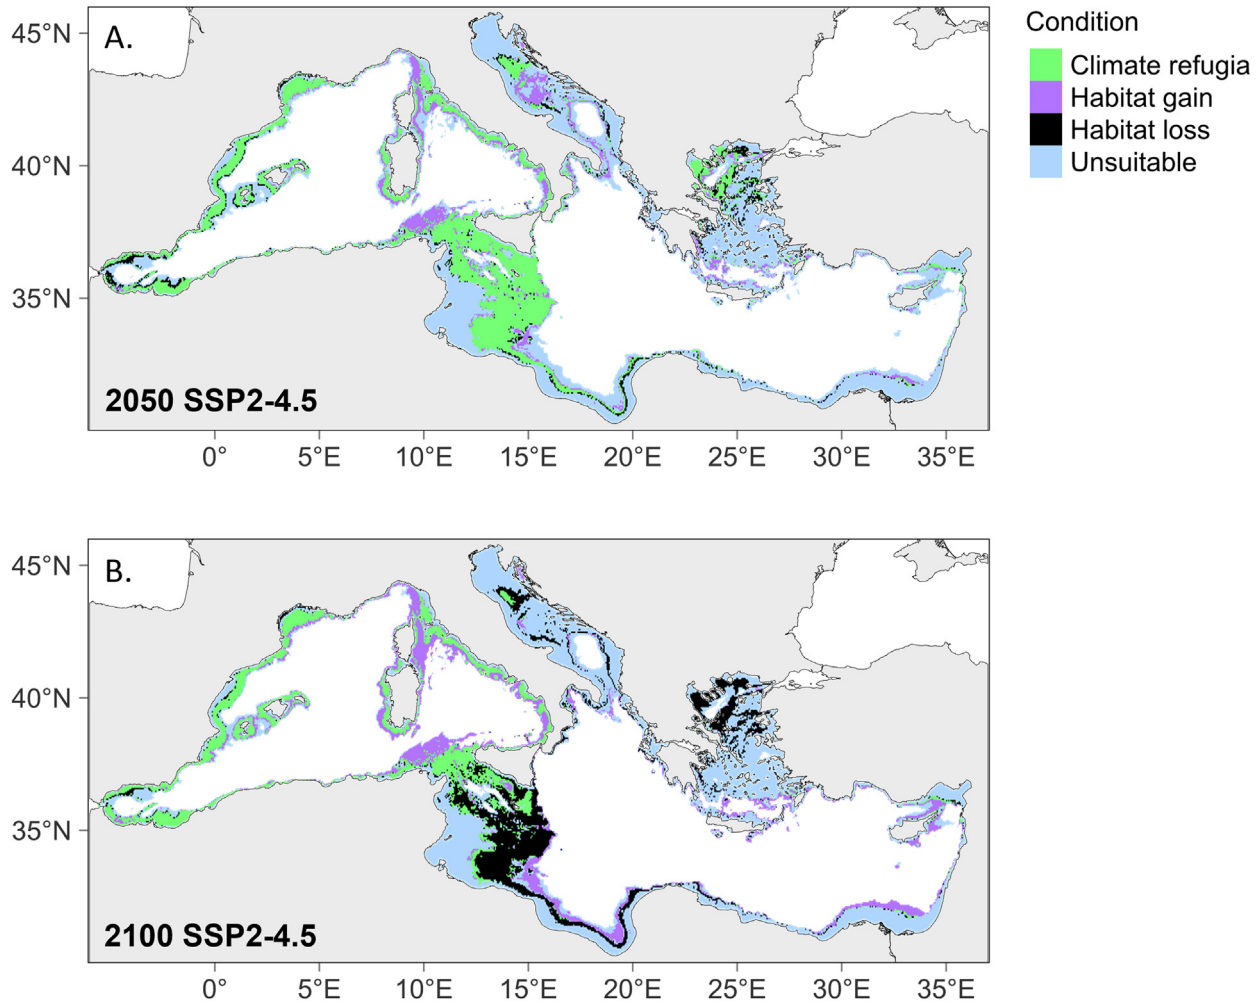 A.
45°N
40°N
35°N
2050 SSP2-4.5
0°
5°E
10°E
15°E
20°E
25°E
30°E
35°E
Condition
Climate refugia
Habitat gain
Habitat loss
Unsuitable
B.
45°N
40°N
35°N
2100 SSP2-4.5
0°
5°E
10°E
15°E
20°E
25°E
30°E
35°E